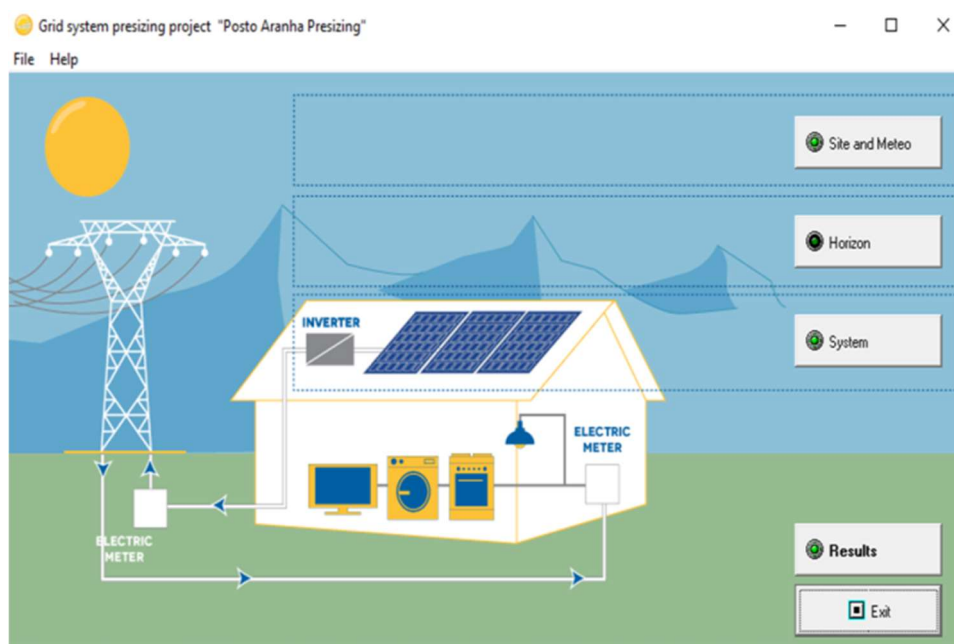 Grid system presizing project "Posto Aranha Presizing"
File Help
Site and Meteo
Horizon
INVERTER
System
ELECTRIC
METER
ELECTRIC
METER
Results
Exit